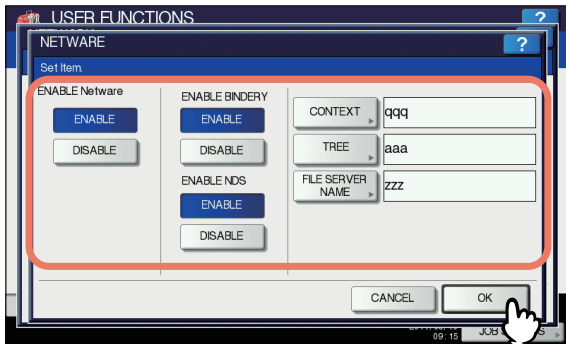 USER FUNCTIONS
?
NETWARE
?
Set Item.
ENABLE Netware
ENABLE
DISABLE
ENABLE BINDERY
ENABLE
DISABLE
ENABLE NDS
ENABLE
DISABLE
CONTEXT
qqq
TREE
aaa
FILE SERVER
NAME
zzz
CANCEL
OK
09:15
JOB